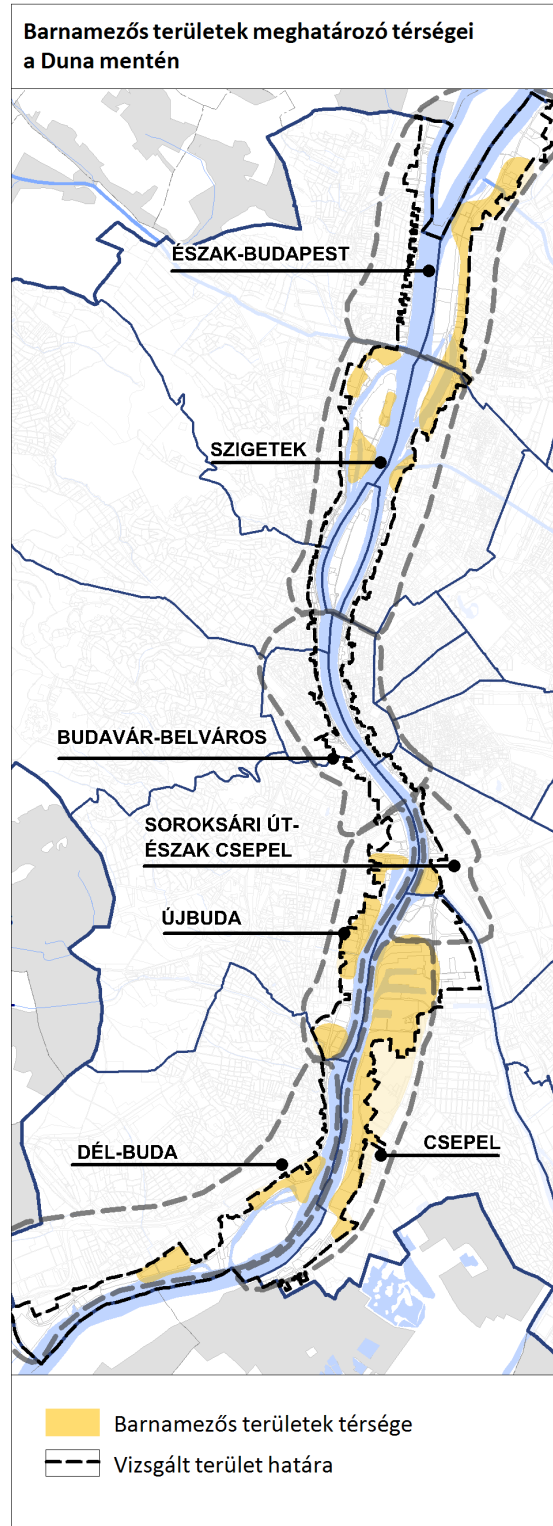 Barnamezős területek meghatározó térségei
a Duna mentén
ÉSZAK-BUDAPEST
SZIGETEK
BUDAVÁR-BELVÁROS
SOROKSÁRI ÚT-
ÉSZAK CSEPEL
ÚJBUDA
DÉL-BUDA
CSEPEL
Barnamezős területek térsége
Vizsgált terület határa